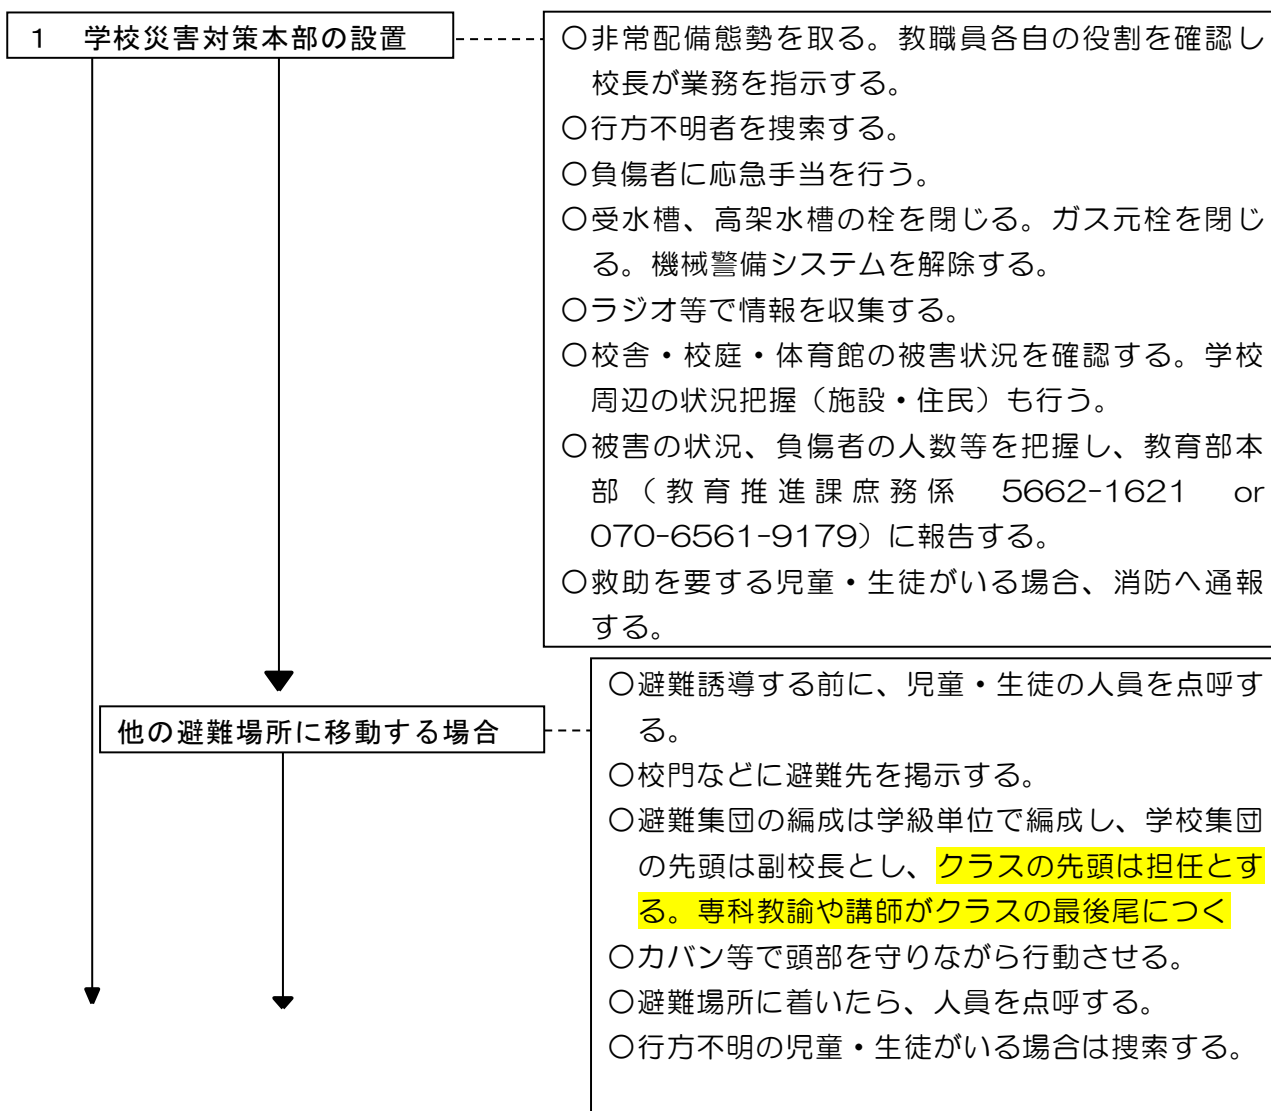 1　学校災害対策本部の設置
○非常配備態勢を取る。教職員各自の役割を確認し
校長が業務を指示する。
○行方不明者を捜索する。
○負傷者に応急手当を行う。
○受水槽、高架水槽の栓を閉じる。ガス元栓を閉じ
る。機械警備システムを解除する。
○ラジオ等で情報を収集する。
○校舎・校庭・体育館の被害状況を確認する。学校
周辺の状況把握（施設・住民）も行う。
○被害の状況、負傷者の人数等を把握し、教育部本
部（教育推進課庶務係　5662-1621　or
070-6561-9179）に報告する。
○救助を要する児童・生徒がいる場合、消防へ通報
する。
他の避難場所に移動する場合
○避難誘導する前に、児童・生徒の人員を点呼す
る。
○校門などに避難先を掲示する。
○避難集団の編成は学級単位で編成し、学校集団
の先頭は副校長とし、クラスの先頭は担任とす
る。専科教諭や講師がクラスの最後尾につく
○カバン等で頭部を守りながら行動させる。
○避難場所に着いたら、人員を点呼する。
○行方不明の児童・生徒がいる場合は捜索する。